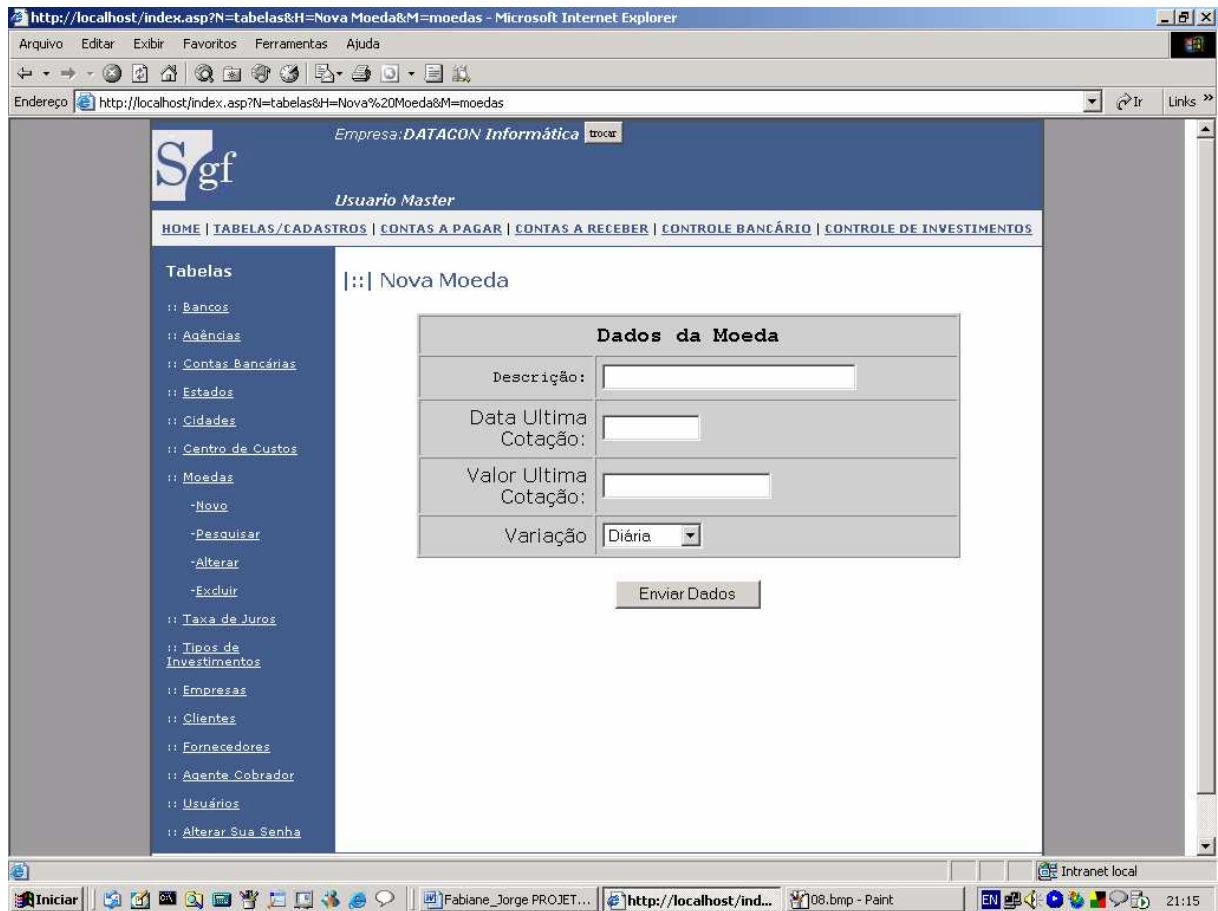 http://localhost/index.asp?N=tabelas&H=Nova Moeda&M=moedas - Microsoft Internet Explorer
Arquivo Editar Exibir Favoritos Ferramentas Ajuda
Endereço http://localhost/index.asp?N=tabelas&H=Nova%20Moeda&M=moedas Ir Links »
Sgf
Empresa:DATACON Informática trocar
Usuario Master
HOME | TABELAS/CADASTROS | CONTAS A PAGAR | CONTAS A RECEBER | CONTROLE BANCÁRIO | CONTROLE DE INVESTIMENTOS
Tabelas
:: Bancos
:: Agências
:: Contas Bancárias
:: Estados
:: Cidades
:: Centro de Custos
:: Moedas
-Novo
-Pesquisar
-Alterar
-Excluir
:: Taxa de Juros
:: Tipos de
Investimentos
:: Empresas
:: Clientes
:: Fornecedores
:: Agente Cobrador
:: Usuários
:: Alterar Sua Senha
|::| Nova Moeda
Dados da Moeda
Descrição:
Data Ultima
Cotação:
Valor Ultima
Cotação:
Variação Diária
Enviar Dados
Intranet local
Iniciar Fabiane_Jorge PROJET... http://localhost/ind... 08.bmp - Paint EN 21:15